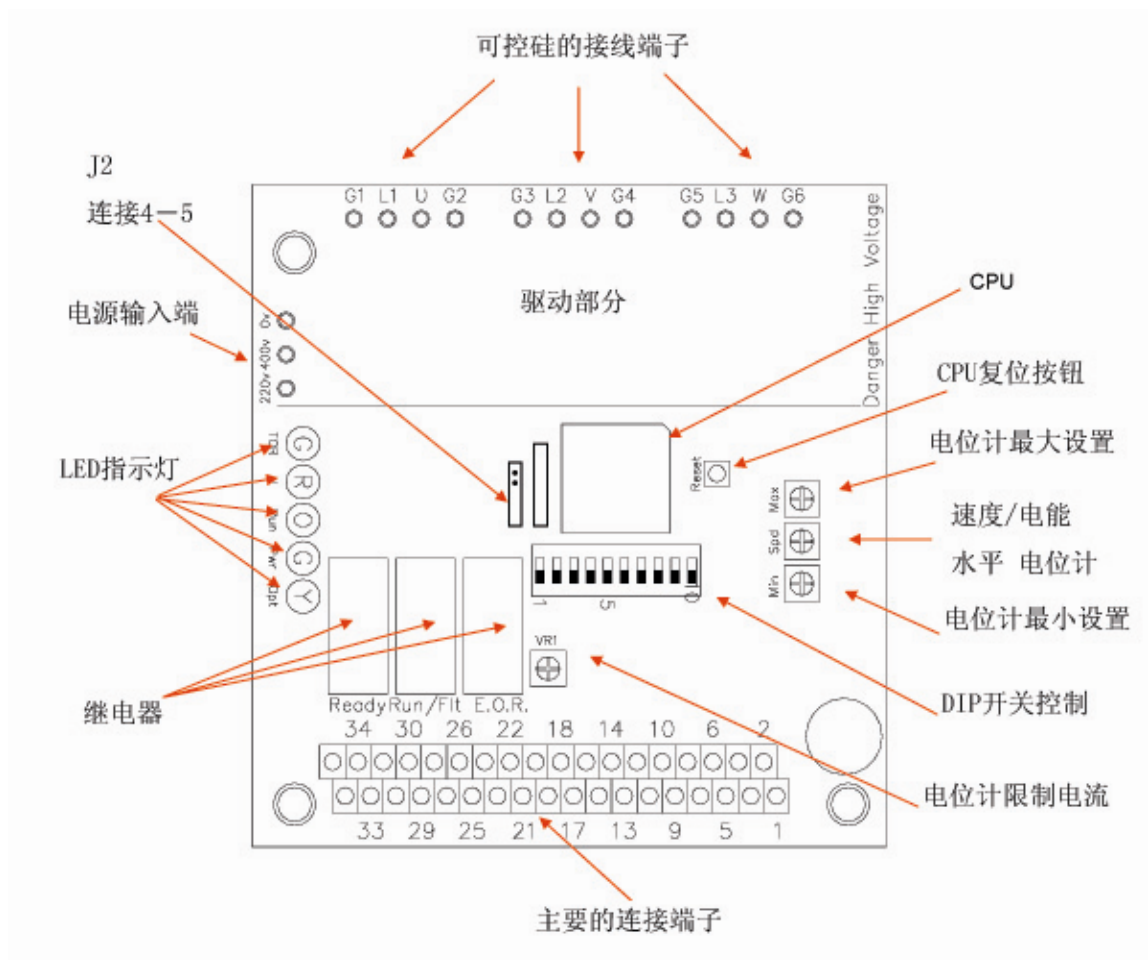 可控硅的接线端子
J2
连接4－5
G1 L1 U G2 G3 L2 V G4 G5 L3 W G6
Danger High Voltage
驱动部分
CPU
电源输入端
0v
400v
220v
CPU复位按钮
Reset
电位计最大设置
LED指示灯
TOR
G
R
O
G
Y
Run
Pwr
Opt
Max
Spd
Min
速度/电能
水平 电位计
电位计最小设置
1 5 10
VR1
DIP开关控制
继电器
Ready Run/Flt E.O.R.
34 30 26 22 18 14 10 6 2
电位计限制电流
33 29 25 21 17 13 9 5 1
主要的连接端子